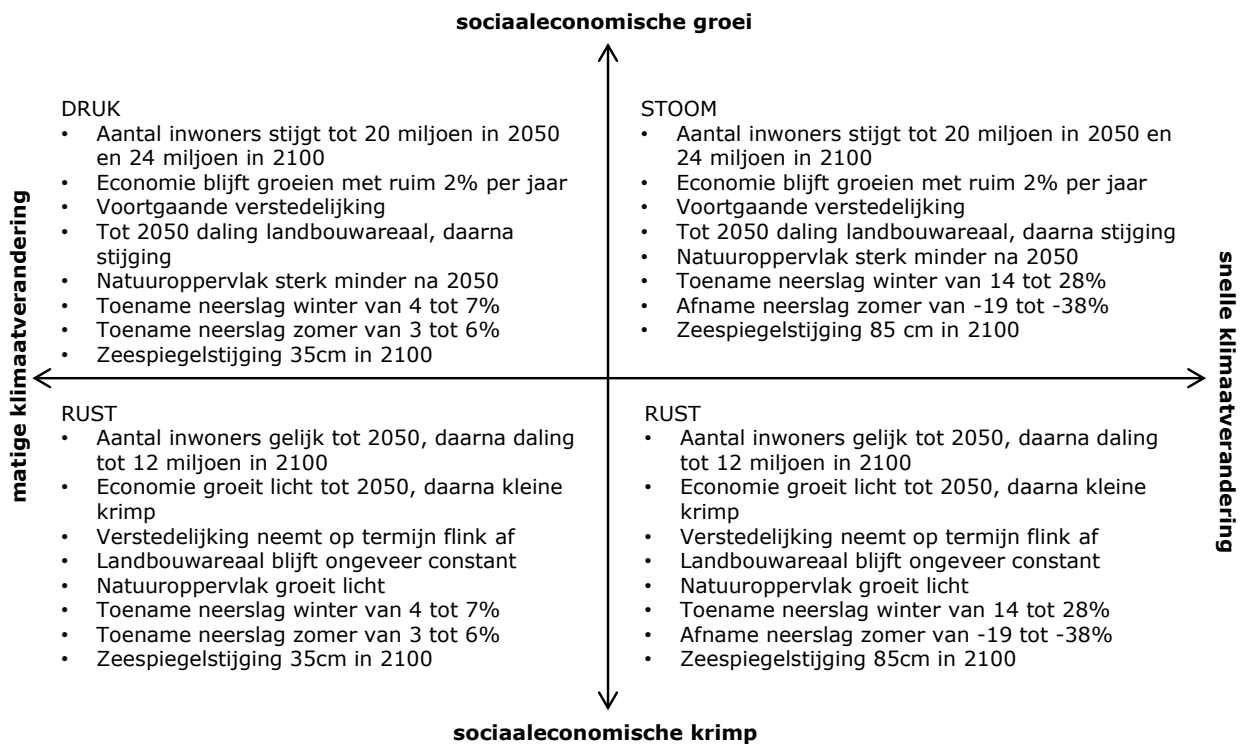 sociaaleconomische groei
DRUK
• Aantal inwoners stijgt tot 20 miljoen in 2050
en 24 miljoen in 2100
• Economie blijft groeien met ruim 2% per jaar
• Voortgaande verstedelijking
• Tot 2050 daling landbouwareaal, daarna
stijging
• Natuuroppervlak sterk minder na 2050
• Toename neerslag winter van 4 tot 7%
• Toename neerslag zomer van 3 tot 6%
• Zeespiegelstijging 35cm in 2100
STOOM
• Aantal inwoners stijgt tot 20 miljoen in 2050 en
24 miljoen in 2100
• Economie blijft groeien met ruim 2% per jaar
• Voortgaande verstedelijking
• Tot 2050 daling landbouwareaal, daarna stijging
• Natuuroppervlak sterk minder na 2050
• Toename neerslag winter van 14 tot 28%
• Afname neerslag zomer van -19 tot -38%
• Zeespiegelstijging 85 cm in 2100
matige klimaatverandering
snelle klimaatverandering
RUST
• Aantal inwoners gelijk tot 2050, daarna daling
tot 12 miljoen in 2100
• Economie groeit licht tot 2050, daarna kleine
krimp
• Verstedelijking neemt op termijn flink af
• Landbouwareaal blijft ongeveer constant
• Natuuroppervlak groeit licht
• Toename neerslag winter van 4 tot 7%
• Toename neerslag zomer van 3 tot 6%
• Zeespiegelstijging 35cm in 2100
RUST
• Aantal inwoners gelijk tot 2050, daarna daling
tot 12 miljoen in 2100
• Economie groeit licht tot 2050, daarna kleine
krimp
• Verstedelijking neemt op termijn flink af
• Landbouwareaal blijft ongeveer constant
• Natuuroppervlak groeit licht
• Toename neerslag winter van 14 tot 28%
• Afname neerslag zomer van -19 tot -38%
• Zeespiegelstijging 85cm in 2100
sociaaleconomische krimp